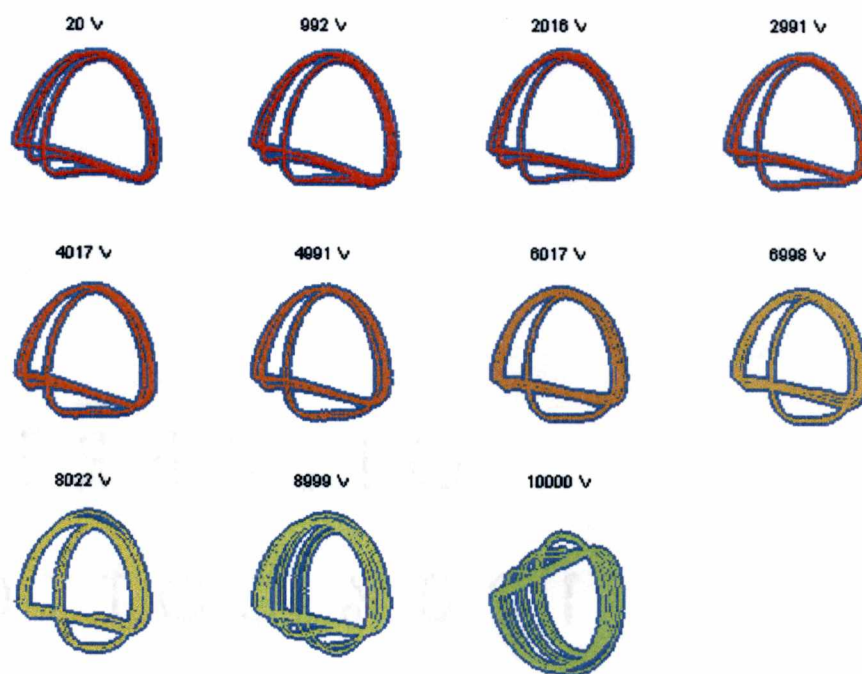 20 V
992 V
2016 V
2991 V
4017 V
4991 V
6017 V
6998 V
8022 V
8999 V
10000 V